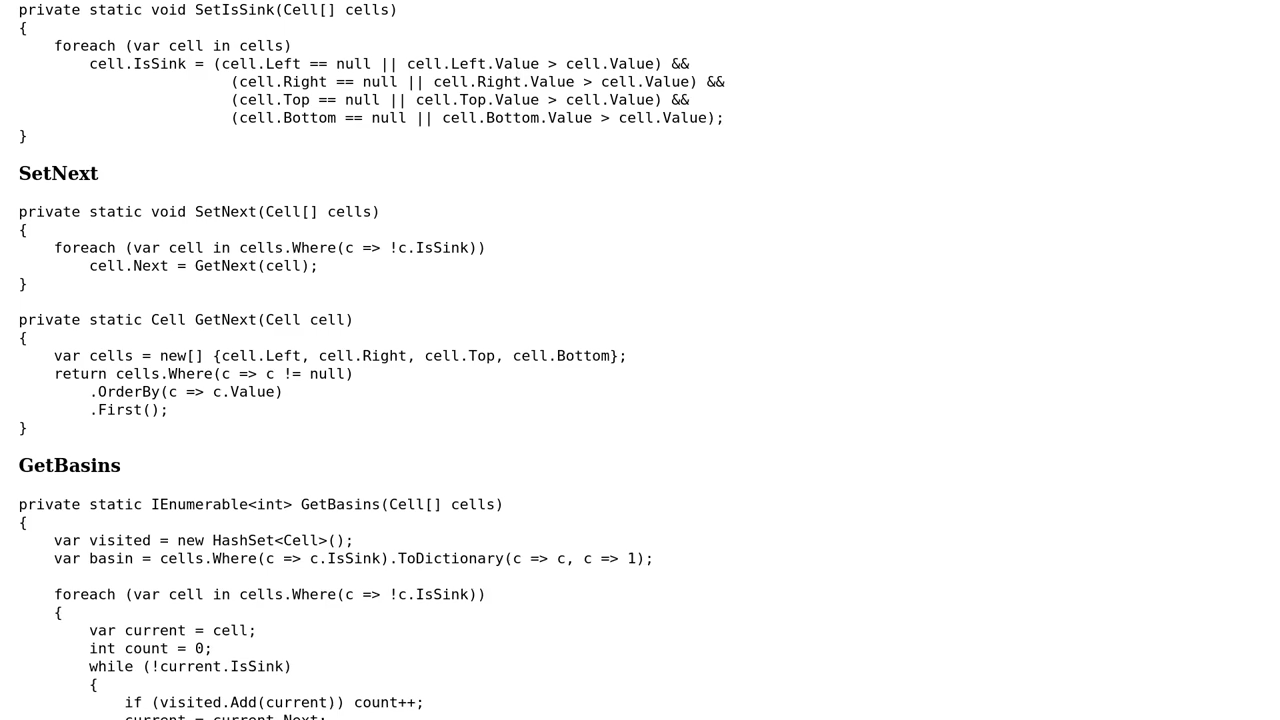 private static void SetIsSink(Cell[] cells)
{
    foreach (var cell in cells)
        cell.IsSink = (cell.Left == null || cell.Left.Value > cell.Value) &&
                        (cell.Right == null || cell.Right.Value > cell.Value) &&
                        (cell.Top == null || cell.Top.Value > cell.Value) &&
                        (cell.Bottom == null || cell.Bottom.Value > cell.Value);
}
SetNext
private static void SetNext(Cell[] cells)
{
    foreach (var cell in cells.Where(c => !c.IsSink))
        cell.Next = GetNext(cell);
}
private static Cell GetNext(Cell cell)
{
    var cells = new[] {cell.Left, cell.Right, cell.Top, cell.Bottom};
    return cells.Where(c => c != null)
        .OrderBy(c => c.Value)
        .First();
}
GetBasins
private static IEnumerable<int> GetBasins(Cell[] cells)
{
    var visited = new HashSet<Cell>();
    var basin = cells.Where(c => c.IsSink).ToDictionary(c => c, c => 1);
    foreach (var cell in cells.Where(c => !c.IsSink))
    {
        var current = cell;
        int count = 0;
        while (!current.IsSink)
        {
            if (visited.Add(current)) count++;
            current = current.Next;